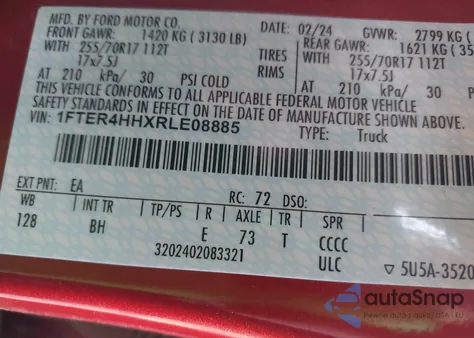 MFD. BY FORD MOTOR CO. 02/24 GVWR: 2799 KG (
FRONT GAWR: 1420 KG (3130 LB) REAR GAWR: 1621 KG (35
WITH 255/70R17 112T TIRES WITH 255/70R17 112T
17x7.5J RIMS 17x7.5J
AT 210 kPa/ 30 PSI COLD AT 210 kPa/ 30
THIS VEHICLE CONFORMS TO ALL APPLICABLE FEDERAL MOTOR VEHICLE
SAFETY STANDARDS IN EFFECT ON THE DATE OF MANUFACTURE SHOWN ABOVE.
VIN: 1FTER4HHXRLE08885 TYPE: Truck
EXT PNT: EA RC: 72 DSO:
WB INT TR TP/PS R AXLE TR SPR
128 BH E 73 T CCCC
3202402083321 ULC ▽ 5U5A-3520
autoSnap